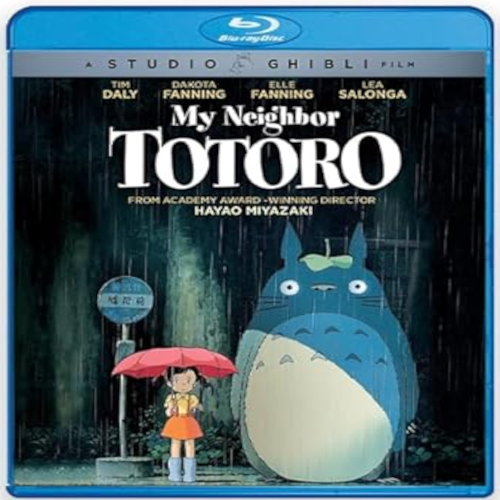 Blu-ray Disc
A STUDIO GHIBLI FILM
TIM DALY DAKOTA FANNING ELLE FANNING LEA SALONGA
My Neighbor
TOTORO
FROM ACADEMY AWARD-WINNING DIRECTOR
HAYAO MIYAZAKI